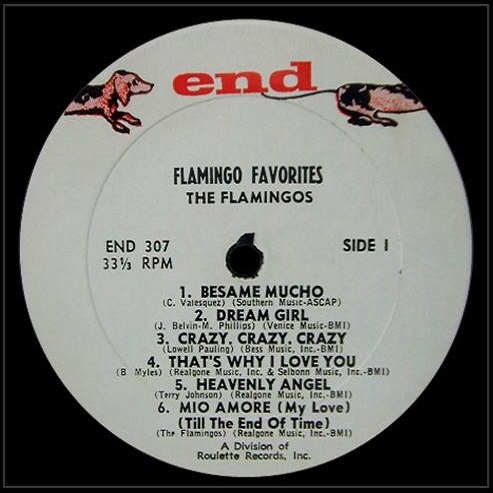 end
FLAMINGO FAVORITES
THE FLAMINGOS
END 307
33⅓ RPM
SIDE 1
1. BESAME MUCHO
(C. Valesquez) (Southern Music-ASCAP)
2. DREAM GIRL
(J. Belvin-M. Phillips) (Venice Music-BMI)
3. CRAZY, CRAZY, CRAZY
(Lowell Pauling) (Bess Music, Inc.-BMI)
4. THAT'S WHY I LOVE YOU
(B Myles) (Realgone Music, Inc. & Selbonn Music, Inc.-BMI)
5. HEAVENLY ANGEL
(Terry Johnson) (Realgone Music, Inc.-BMI)
6. MIO AMORE (My Love)
(Till The End Of Time)
(The Flamingos) (Realgone Music, Inc.-BMI)
A Division of
Roulette Records, Inc.